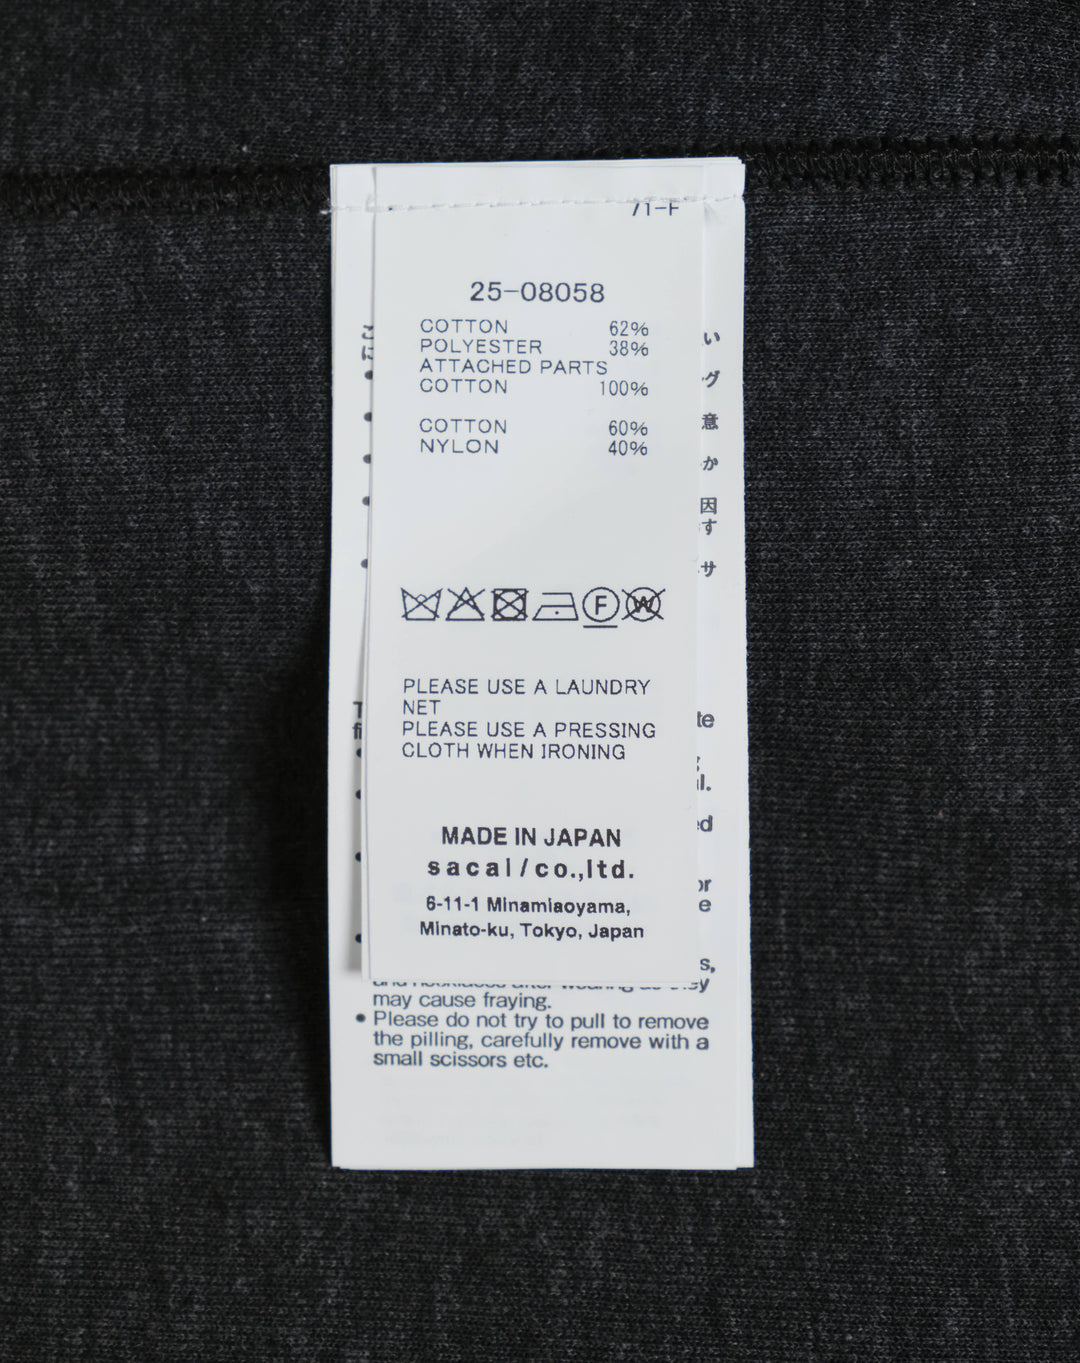 71-F
25-08058
COTTON 62%
POLYESTER 38%
ATTACHED PARTS
COTTON 100%
COTTON 60%
NYLON 40%
F W
PLEASE USE A LAUNDRY
NET
PLEASE USE A PRESSING
CLOTH WHEN IRONING
MADE IN JAPAN
sacai/co.,ltd.
6-11-1 Minamiaoyama,
Minato-ku, Tokyo, Japan
may cause fraying.
• Please do not try to pull to remove
the pilling, carefully remove with a
small scissors etc.